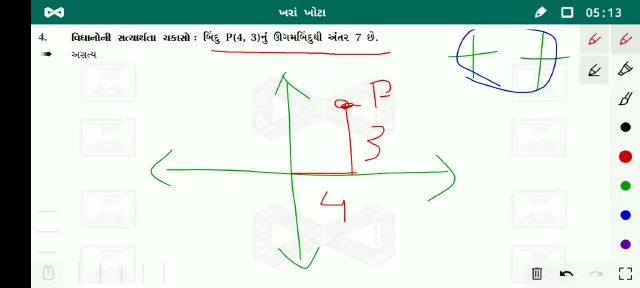 ખરાં ખોટા
05:13
4. વિધાનોની સત્યાર્થતા ચકાસો : બિંદુ P(4, 3)નું ઊગમબિંદુથી અંતર 7 છે.
અસત્ય
P
3
4